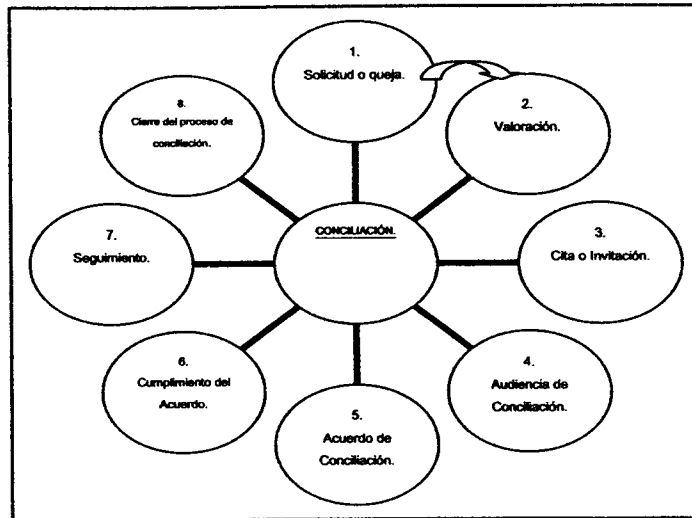 1.
Solicitud o queja.
2.
Valoración.
3.
Cita o Invitación.
4.
Audiencia de
Conciliación.
5.
Acuerdo de
Conciliación.
6.
Cumplimiento del
Acuerdo.
7.
Seguimiento.
8.
Cierre del proceso de
conciliación.
CONCILIACIÓN.